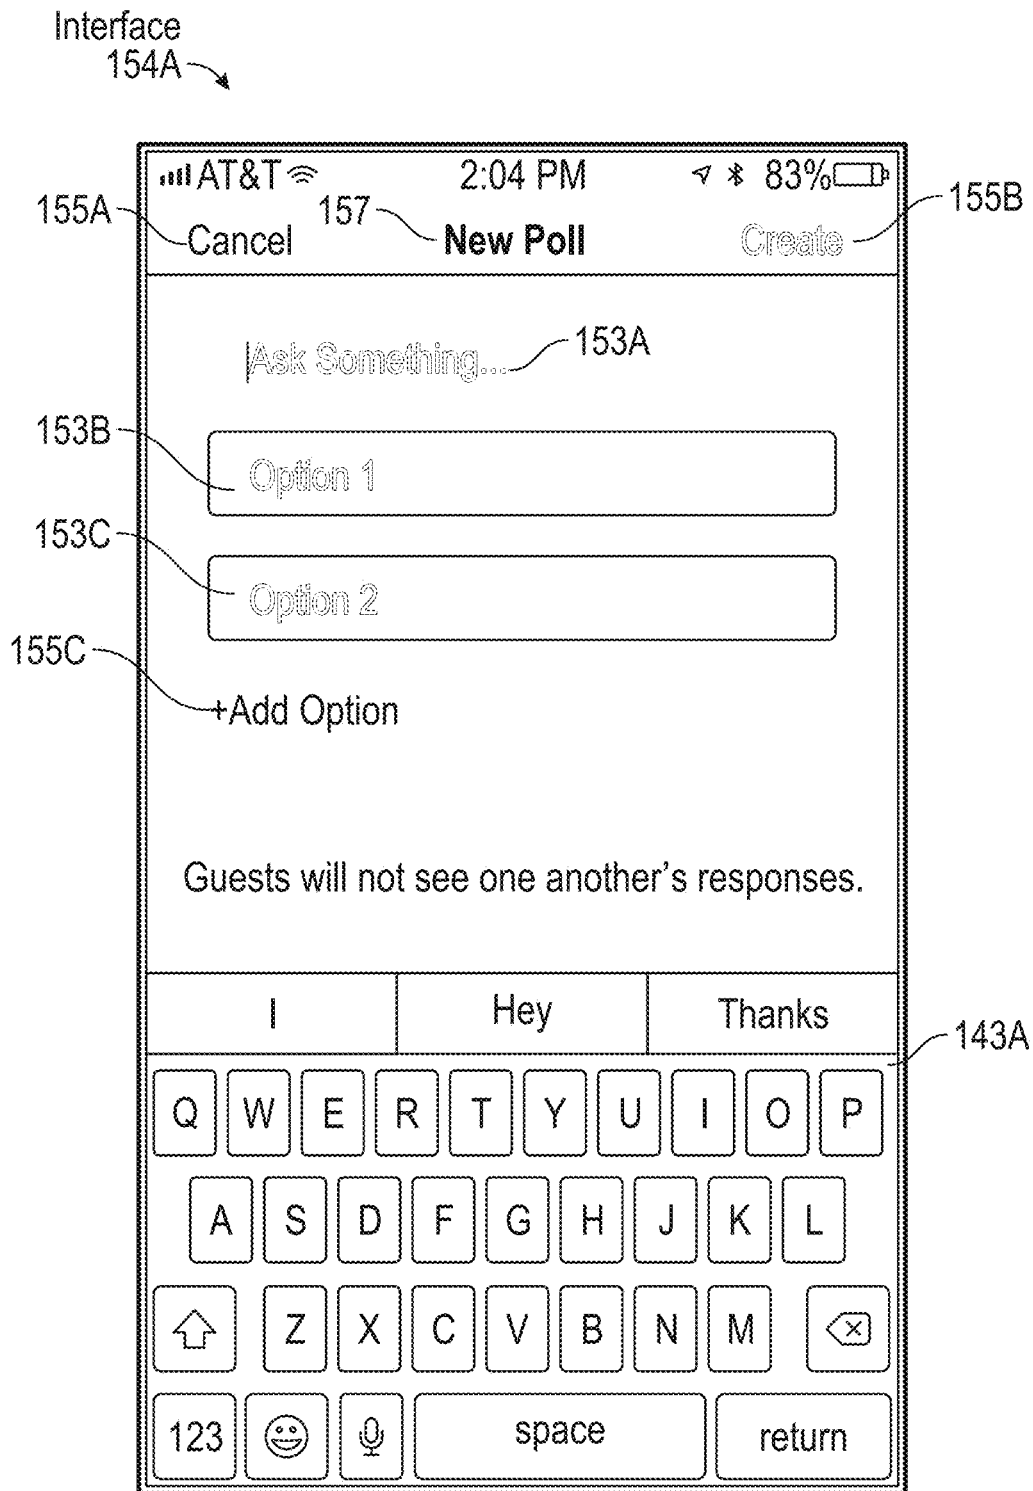 Interface
154A
AT&T 2:04 PM 83%
155A 157 155B
Cancel New Poll Create
Ask Something... 153A
153B
Option 1
153C
Option 2
155C
+Add Option
Guests will not see one another's responses.
I Hey Thanks
143A
Q W E R T Y U I O P
A S D F G H J K L
Z X C V B N M
123 space return